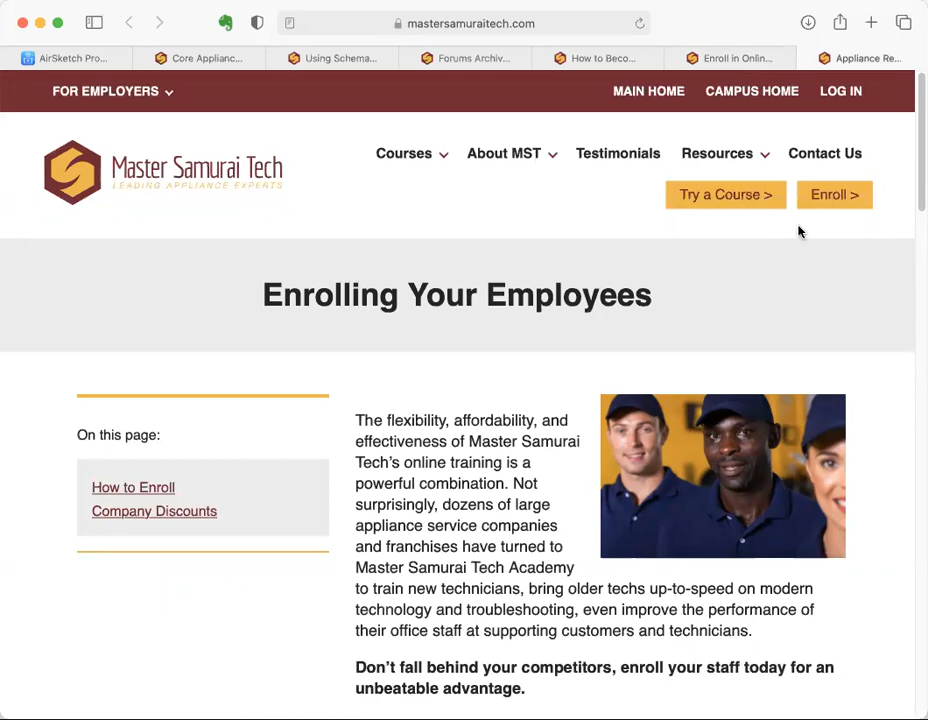 mastersamuraitech.com
AirSketch Pro...
Core Applianc...
Using Schema...
Forums Archiv...
How to Beco...
Enroll in Onlin...
Appliance Re...
FOR EMPLOYERS
MAIN HOME
CAMPUS HOME
LOG IN
Master Samurai Tech
LEADING APPLIANCE EXPERTS
Courses
About MST
Testimonials
Resources
Contact Us
Try a Course >
Enroll >
Enrolling Your Employees
On this page:
How to Enroll
Company Discounts
The flexibility, affordability, and
effectiveness of Master Samurai
Tech's online training is a
powerful combination. Not
surprisingly, dozens of large
appliance service companies
and franchises have turned to
Master Samurai Tech Academy
to train new technicians, bring older techs up-to-speed on modern
technology and troubleshooting, even improve the performance of
their office staff at supporting customers and technicians.
Don't fall behind your competitors, enroll your staff today for an
unbeatable advantage.